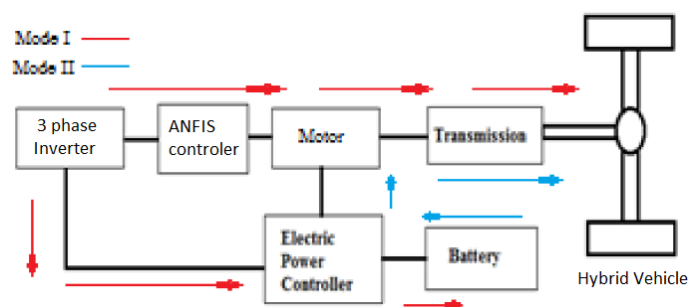 Mode I
Mode II
3 phase
Inverter
ANFIS
controler
Motor
Transmission
Electric
Power
Controller
Battery
Hybrid Vehicle